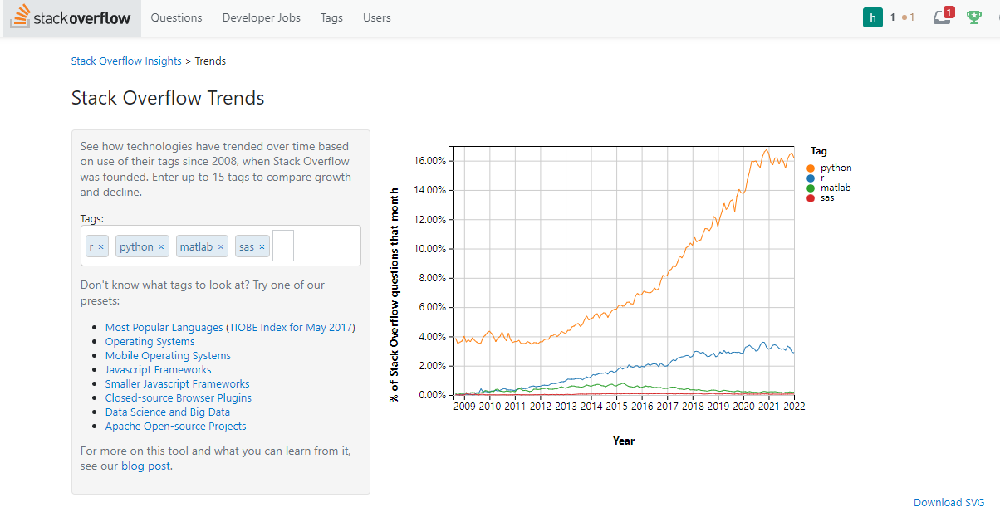 stackoverflow Questions Developer Jobs Tags Users h 1 1 1
Stack Overflow Insights > Trends
Stack Overflow Trends
See how technologies have trended over time based
on use of their tags since 2008, when Stack Overflow
was founded. Enter up to 15 tags to compare growth
and decline.
Tags:
r × python × matlab × sas ×
Don't know what tags to look at? Try one of our
presets:
Most Popular Languages (TIOBE Index for May 2017)
Operating Systems
Mobile Operating Systems
Javascript Frameworks
Smaller Javascript Frameworks
Closed-source Browser Plugins
Data Science and Big Data
Apache Open-source Projects
For more on this tool and what you can learn from it,
see our blog post.
% of Stack Overflow questions that month
16.00%
14.00%
12.00%
10.00%
8.00%
6.00%
4.00%
2.00%
0.00%
2009 2010 2011 2012 2013 2014 2015 2016 2017 2018 2019 2020 2021 2022
Year
Tag
python
r
matlab
sas
Download SVG